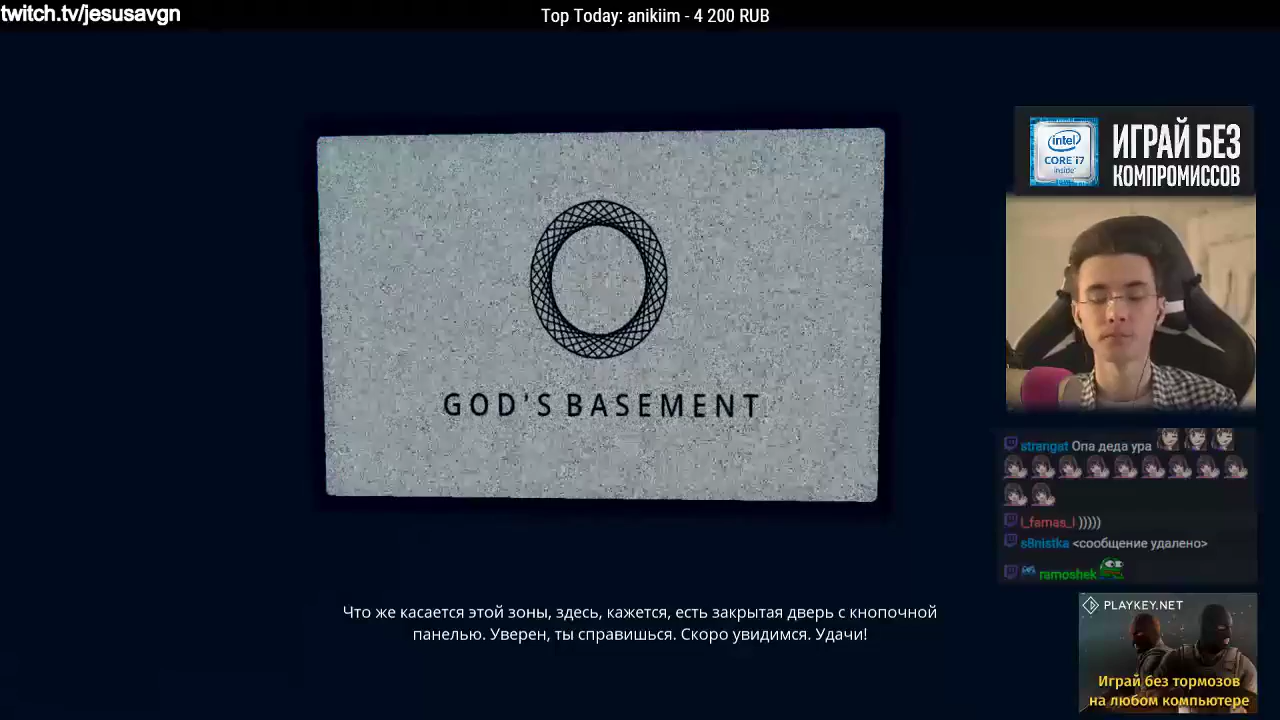 twitch.tv/jesusavgn
Top Today: anikiim - 4 200 RUB
intel
CORE i7
inside
ИГРАЙ БЕЗ
КОМПРОМИССОВ
GOD'S BASEMENT
strangat Опа деда ура
l_famas_l )))))
s8nistka <сообщение удалено>
ramoshek
Что же касается этой зоны, здесь, кажется, есть закрытая дверь с кнопочной
панелью. Уверен, ты справишься. Скоро увидимся. Удачи!
PLAYKEY.NET
Играй без тормозов
на любом компьютере